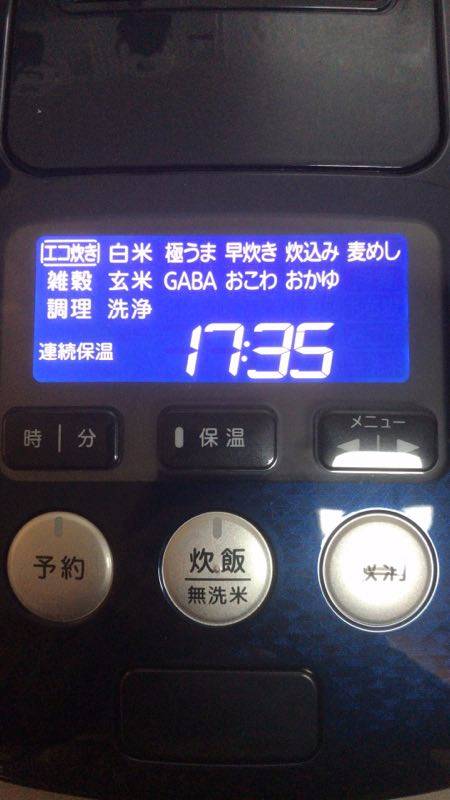 エコ炊き 白米 極うま 早炊き 炊込み 麦めし
雑穀 玄米 GABA おこわ おかゆ
調理 洗浄
連続保温 17:35
時 | 分 保温 メニュー
予約 炊飯
無洗米